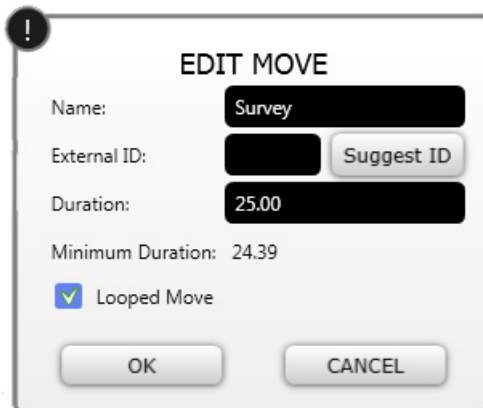 !
EDIT MOVE
Name: Survey
External ID: Suggest ID
Duration: 25.00
Minimum Duration: 24.39
Looped Move
OK CANCEL